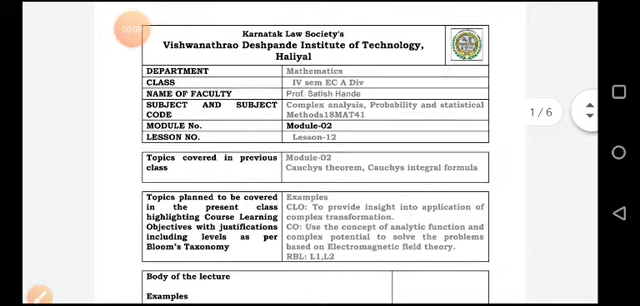 00:09
Karnatak Law Society's
Vishwanathrao Deshpande Institute of Technology,
Haliyal
DEPARTMENT Mathematics
CLASS IV sem EC A Div
NAME OF FACULTY Prof. Satish Hande
SUBJECT AND SUBJECT Complex analysis, Probability and statistical
CODE Methods18MAT41
MODULE No. Module-02
LESSON NO. Lesson-12
1 / 6
Topics covered in previous Module-02
class Cauchys theorem, Cauchys integral formula
Topics planned to be covered Examples
in the present class CLO: To provide insight into application of
highlighting Course Learning complex transformation.
Objectives with justifications CO: Use the concept of analytic function and
including levels as per complex potential to solve the problems
Bloom's Taxonomy based on Electromagnetic field theory.
RBL: L1,L2
Body of the lecture
Examples